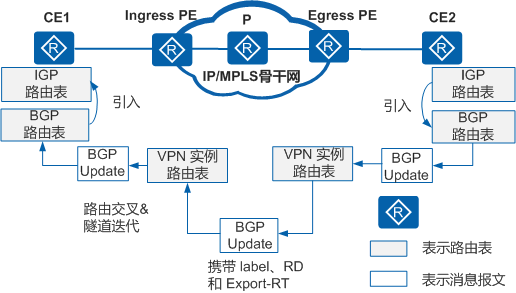 CE1
Ingress PE
P
Egress PE
CE2
R
R
R
R
R
IP/MPLS骨干网
IGP
路由表
引入
BGP
路由表
IGP
路由表
引入
BGP
路由表
BGP
Update
VPN 实例
路由表
VPN 实例
路由表
BGP
Update
路由交叉&
隧道迭代
BGP
Update
携带 label、RD
和 Export-RT
R
表示路由表
表示消息报文